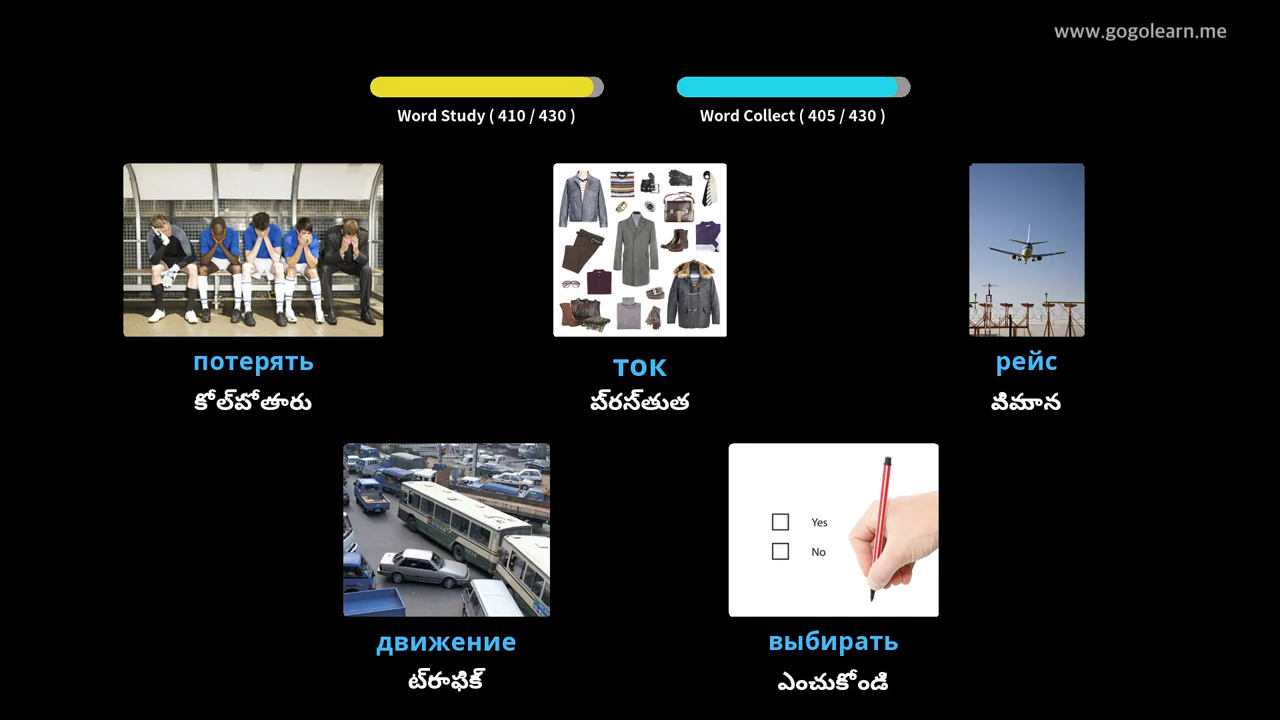 www.gogolearn.me
Word Study ( 410 / 430 )
Word Collect ( 405 / 430 )
потерять
కోల్పోతారు
ток
ప్రస్తుత
рейс
విమాన
Yes
No
движение
ట్రాఫిక్
выбирать
ఎంచుకోండి